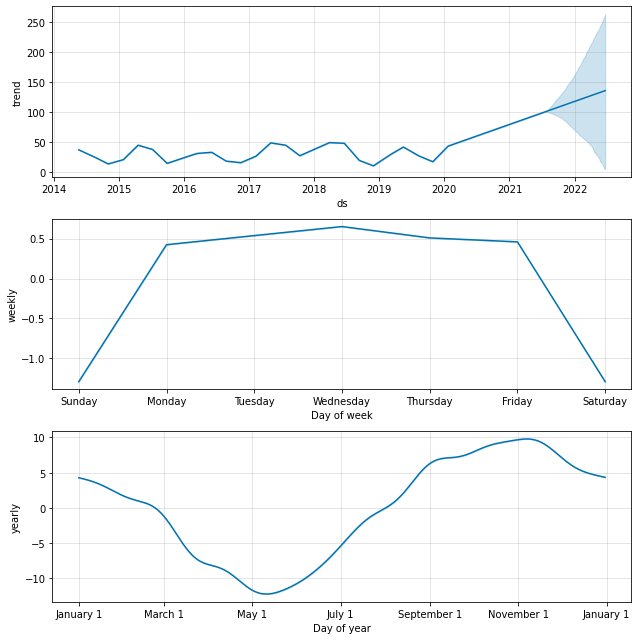 250
200
150
100
50
0
trend
2014 2015 2016 2017 2018 2019 2020 2021 2022
ds
0.5
0.0
−0.5
−1.0
weekly
Sunday Monday Tuesday Wednesday Thursday Friday Saturday
Day of week
10
5
0
−5
−10
yearly
January 1 March 1 May 1 July 1 September 1 November 1 January 1
Day of year